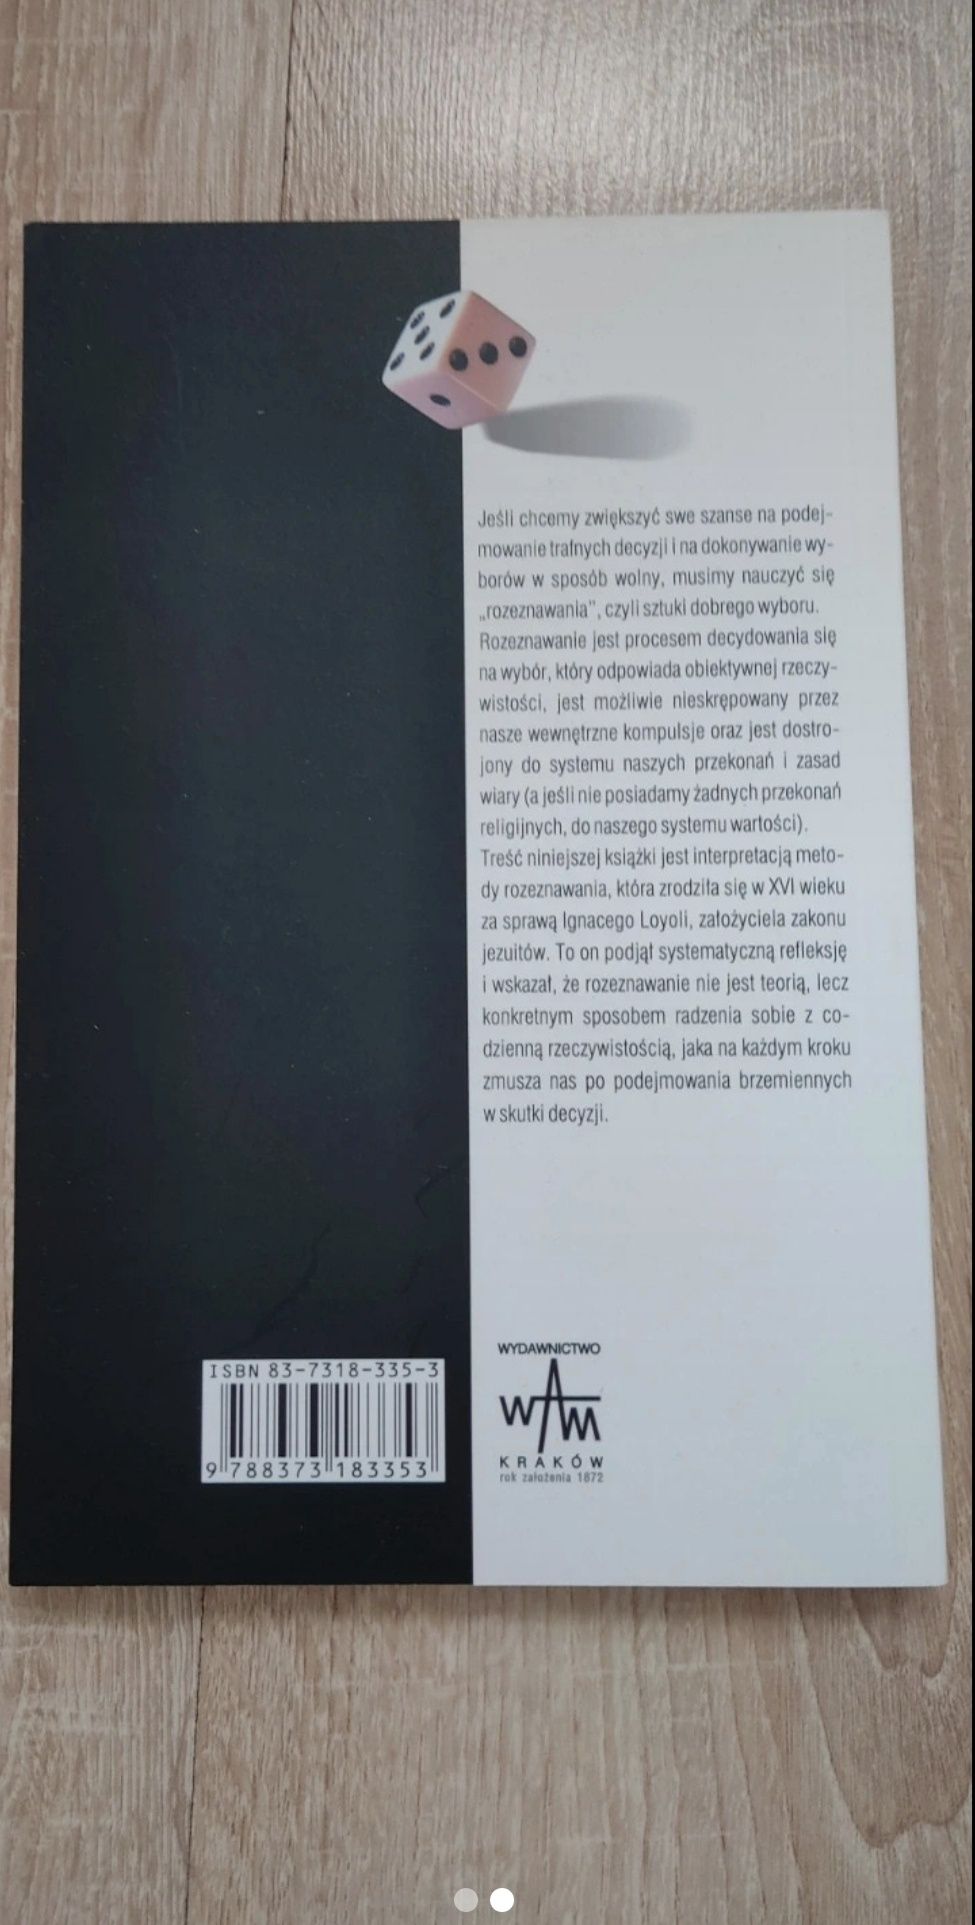 Jeśli chcemy zwiększyć swe szanse na podej-
mowanie trafnych decyzji i na dokonywanie wy-
borów w sposób wolny, musimy nauczyć się
„rozeznawania", czyli sztuki dobrego wyboru.
Rozeznawanie jest procesem decydowania się
na wybór, który odpowiada obiektywnej rzeczy-
wistości, jest możliwie nieskrępowany przez
nasze wewnętrzne kompulsje oraz jest dostro-
jony do systemu naszych przekonań i zasad
wiary (a jeśli nie posiadamy żadnych przekonań
religijnych, do naszego systemu wartości).
Treść niniejszej książki jest interpretacją meto-
dy rozeznawania, która zrodziła się w XVI wieku
za sprawą Ignacego Loyoli, założyciela zakonu
jezuitów. To on podjął systematyczną refleksję
i wskazał, że rozeznawanie nie jest teorią, lecz
konkretnym sposobem radzenia sobie z co-
dzienną rzeczywistością, jaka na każdym kroku
zmusza nas po podejmowania brzemiennych
w skutki decyzji.
ISBN 83-7318-335-3
9 788373 183353
WYDAWNICTWO
WAM
KRAKÓW
rok założenia 1872